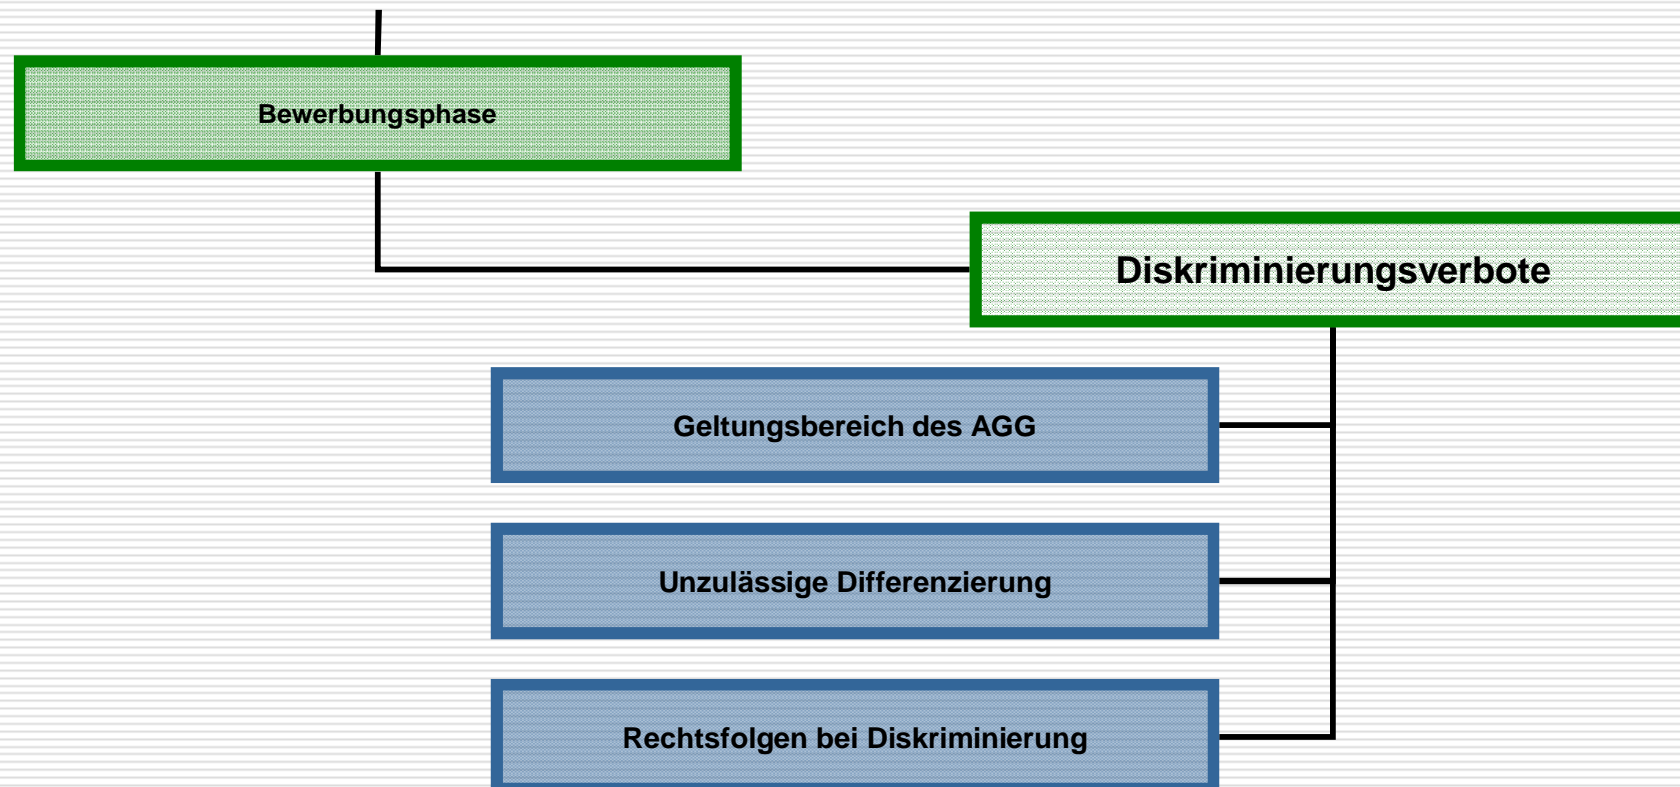 Bewerbungsphase
Diskriminierungsverbote
Geltungsbereich des AGG
Unzulässige Differenzierung
Rechtsfolgen bei Diskriminierung